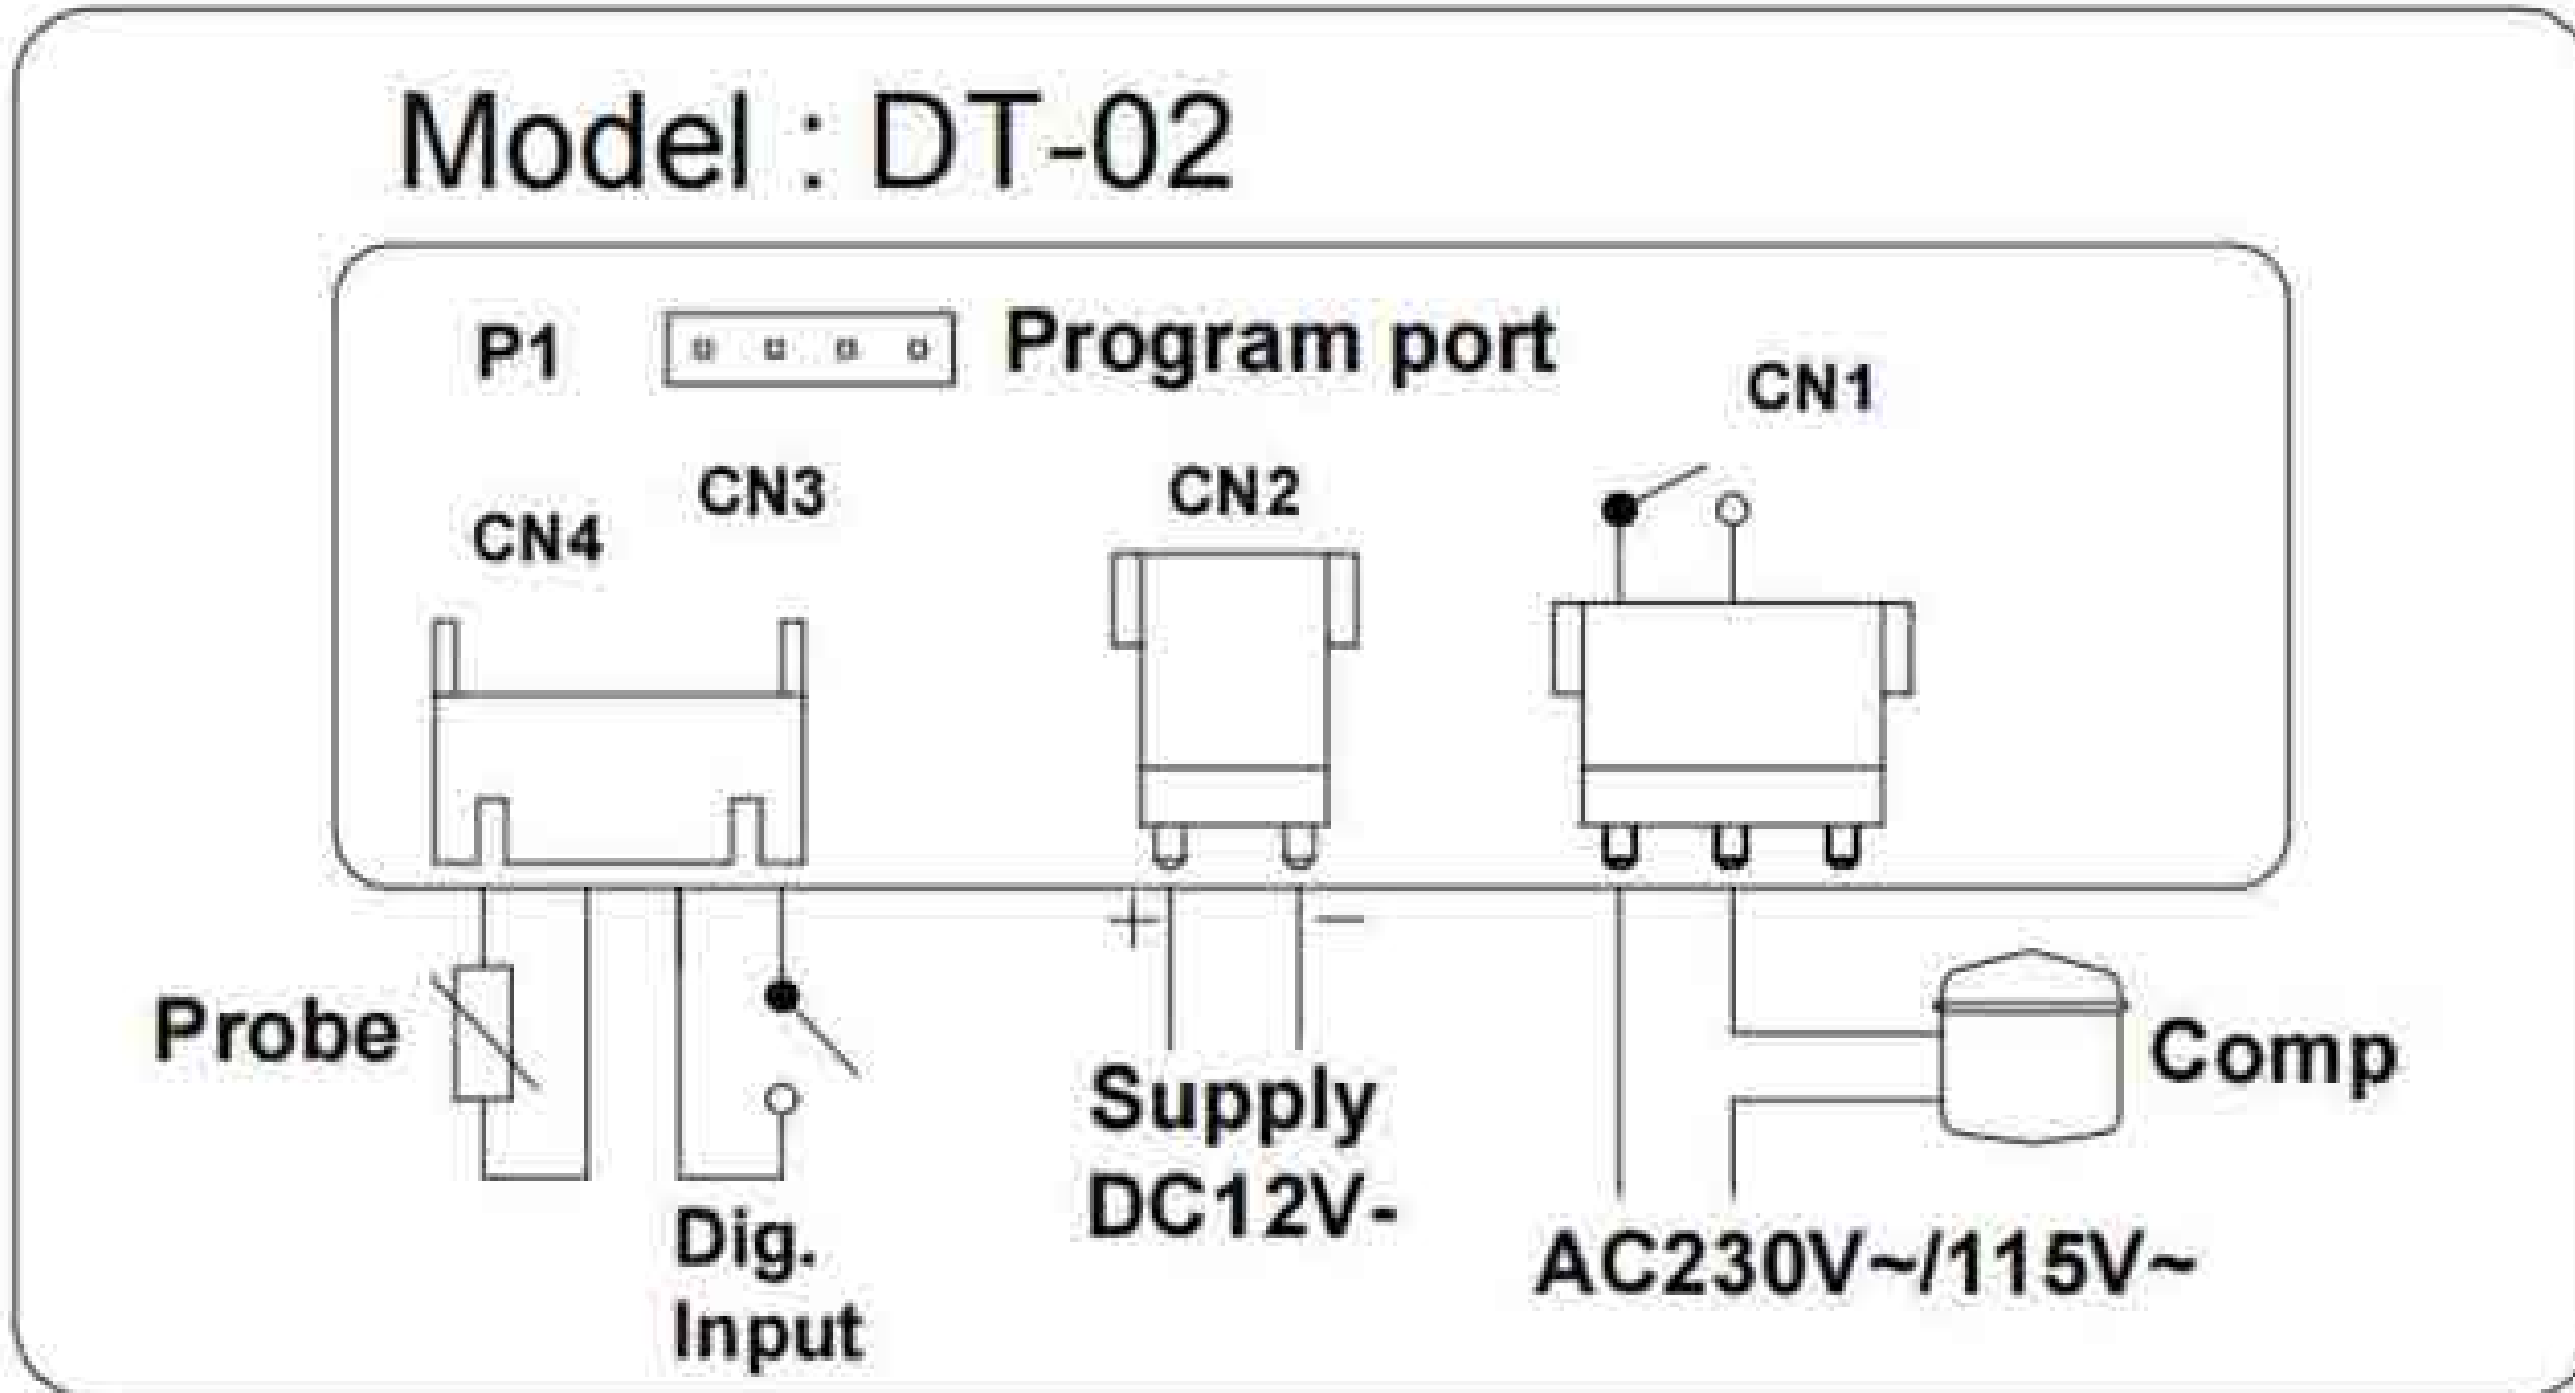 Model : DT-02
P1 Program port
CN1
CN3
CN2
CN4
+ −
Probe
Comp
Supply
DC12V-
Dig.
Input
AC230V~/115V~